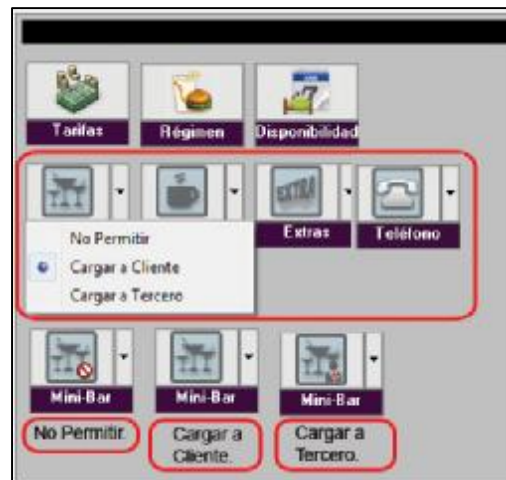 Tarifas Régimen Disponibilidad
EXTRA
Extras Teléfono
No Permitir
Cargar a Cliente
Cargar a Tercero
Mini-Bar Mini-Bar Mini-Bar
No Permitir. Cargar a Cargar a
Cliente. Tercero.